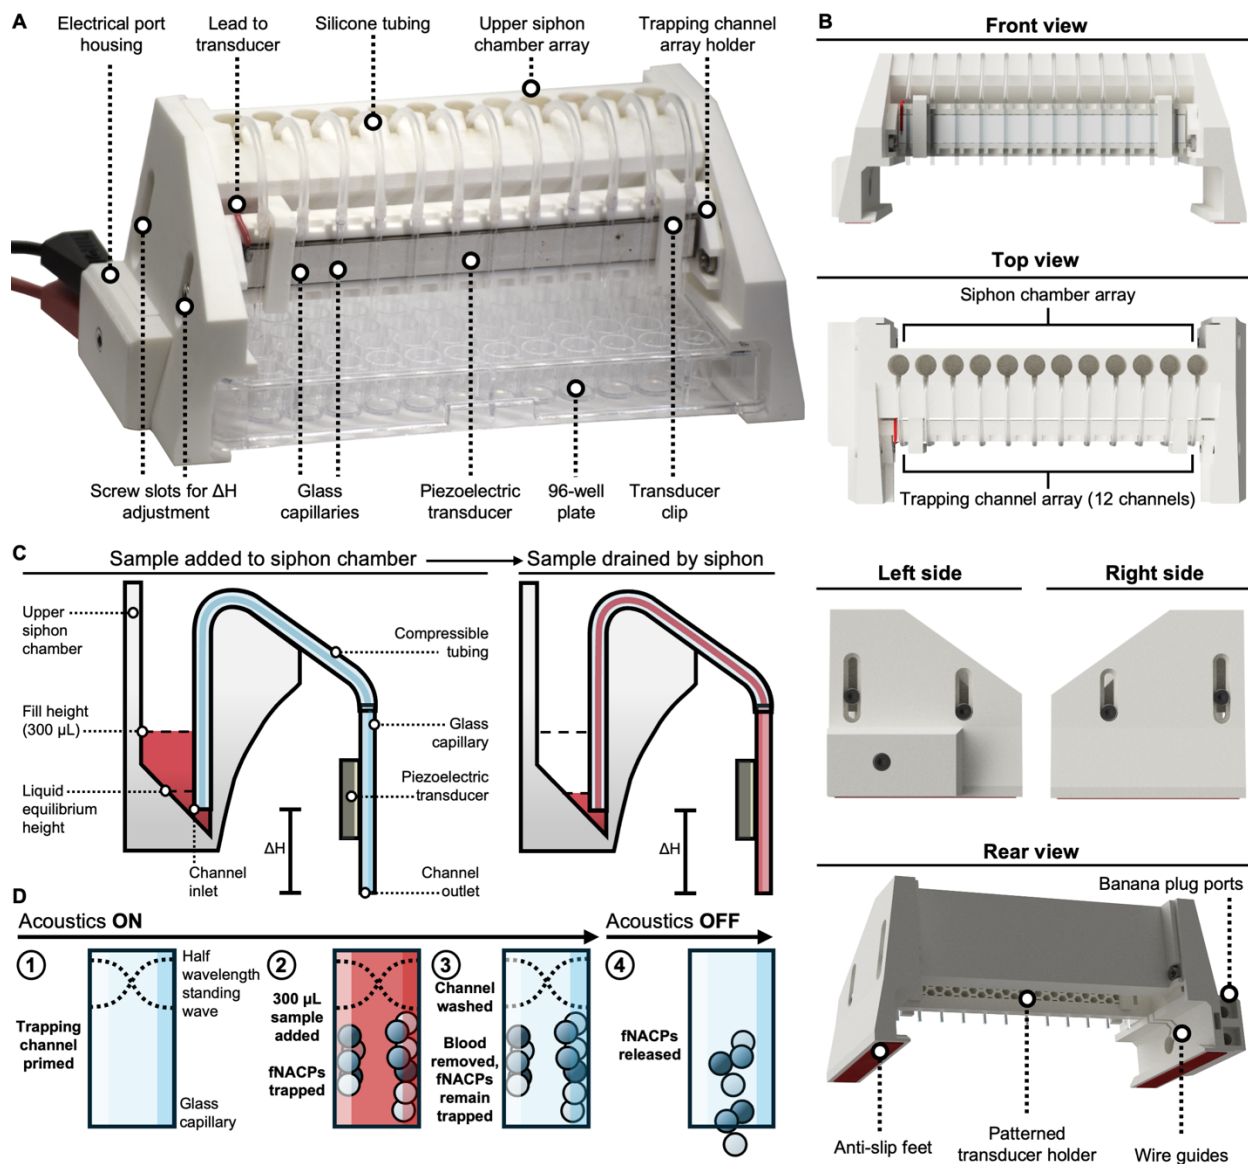 A
Electrical port
housing
Lead to
transducer
Silicone tubing
Upper siphon
chamber array
Trapping channel
array holder
Screw slots for ΔH
adjustment
Glass
capillaries
Piezoelectric
transducer
96-well
plate
Transducer
clip
B
Front view
Top view
Siphon chamber array
Trapping channel array (12 channels)
Left side
Right side
Rear view
Banana plug ports
Anti-slip feet
Patterned
transducer holder
Wire guides
C
Sample added to siphon chamber
Sample drained by siphon
Upper
siphon
chamber
Fill height
(300 µL)
Liquid
equilibrium
height
Channel
inlet
ΔH
Compressible
tubing
Glass
capillary
Piezoelectric
transducer
Channel
outlet
ΔH
D
Acoustics ON
Acoustics OFF
1
Trapping
channel
primed
Half
wavelength
standing
wave
Glass
capillary
2
300 µL
sample
added
fNACPs
trapped
3
Channel
washed
Blood
removed,
fNACPs
remain
trapped
4
fNACPs
released